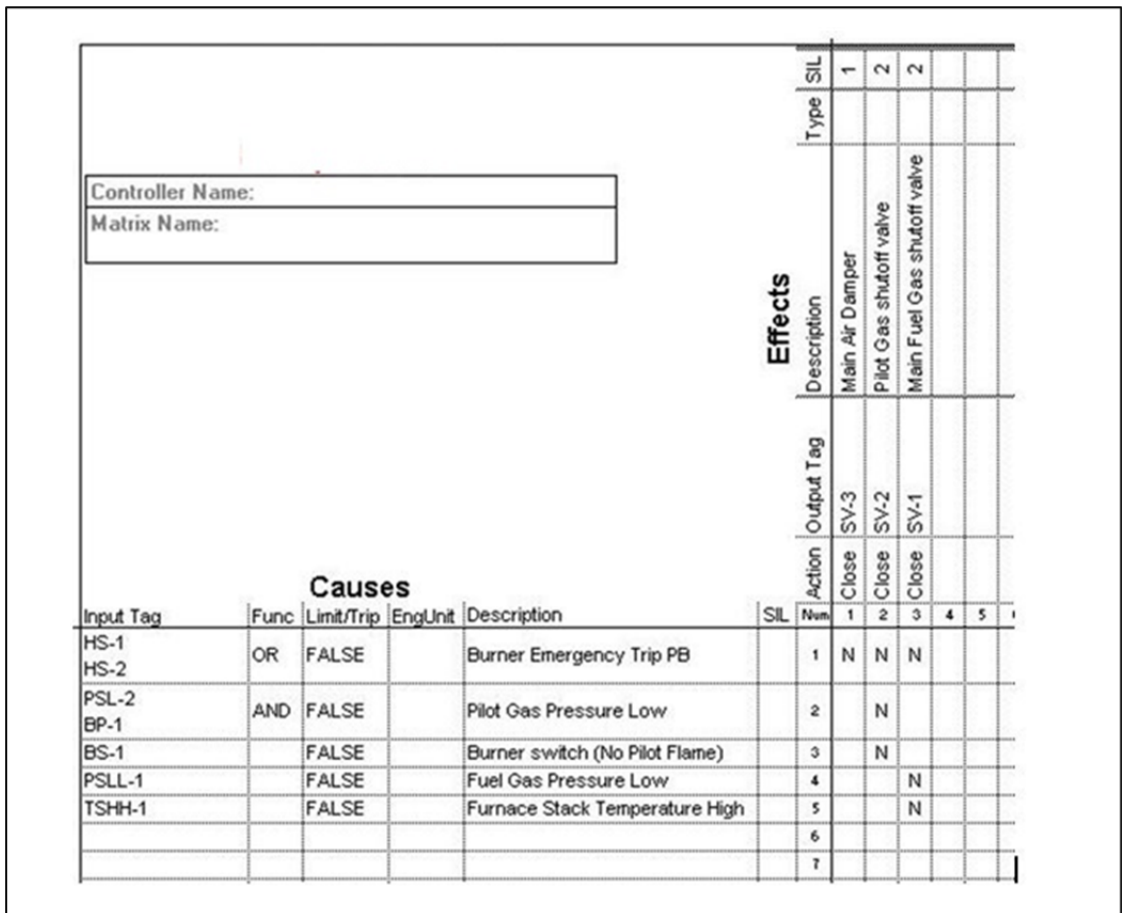 Controller Name:
Matrix Name:
Effects
SIL 1 2 2
Type
Description Main Air Damper Pilot Gas shutoff valve Main Fuel Gas shutoff valve
Output Tag SV-3 SV-2 SV-1
Action Close Close Close
Causes
Input Tag Func Limit/Trip EngUnit Description SIL Num 1 2 3 4 5
HS-1
HS-2
OR FALSE Burner Emergency Trip PB 1 N N N
PSL-2
BP-1
AND FALSE Pilot Gas Pressure Low 2 N
BS-1 FALSE Burner switch (No Pilot Flame) 3 N
PSLL-1 FALSE Fuel Gas Pressure Low 4 N
TSHH-1 FALSE Furnace Stack Temperature High 5 N
6
7